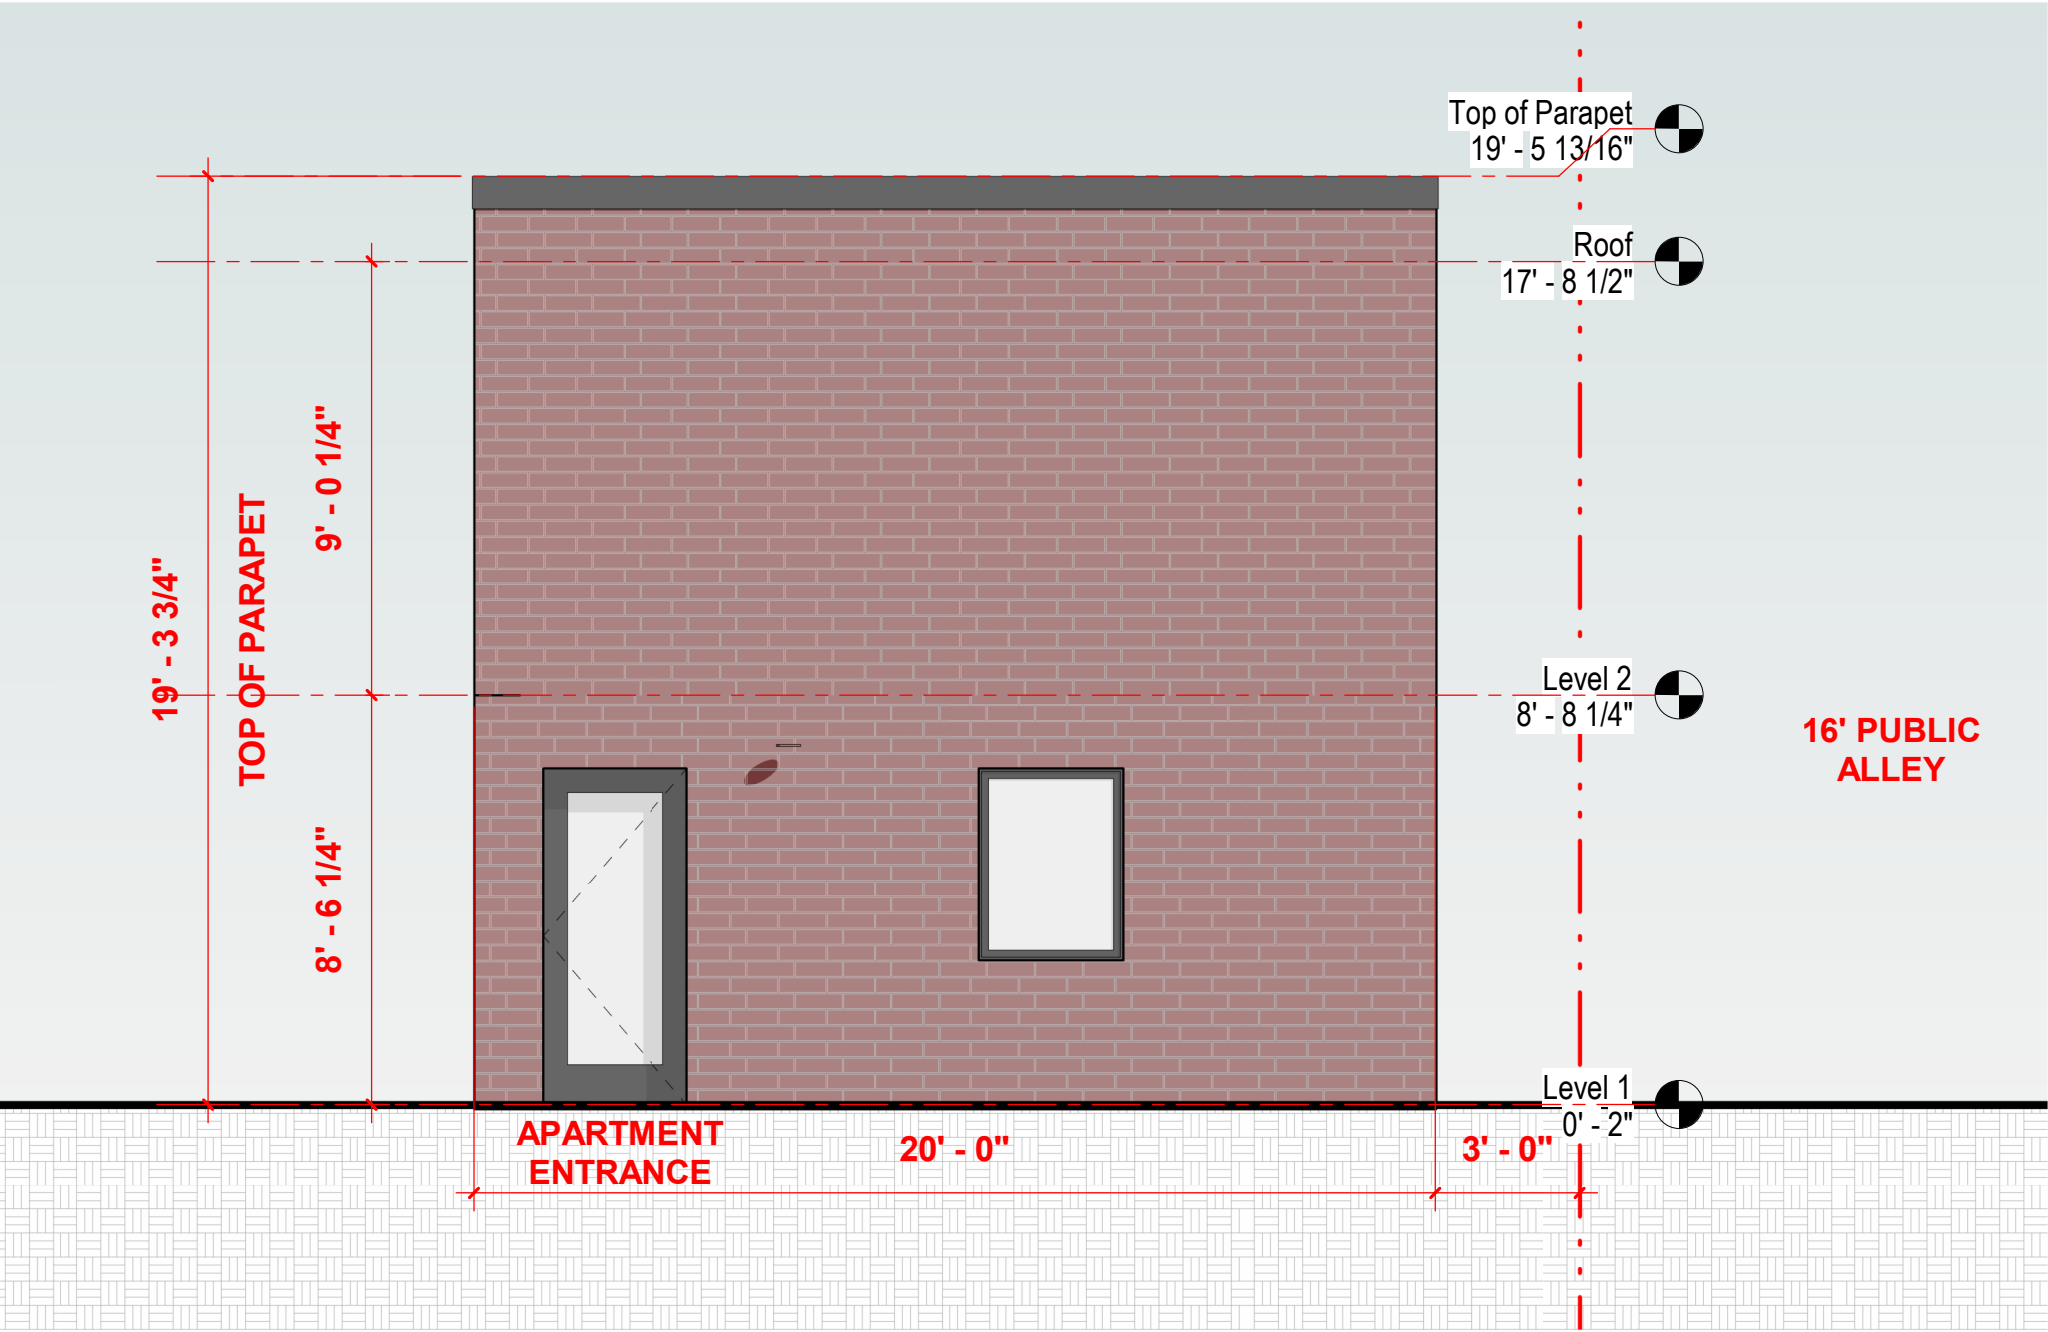 Top of Parapet
19' - 5 13/16"
Roof
17' - 8 1/2"
9' - 0 1/4"
TOP OF PARAPET
19' - 3 3/4"
Level 2
8' - 8 1/4"
16' PUBLIC
ALLEY
8' - 6 1/4"
Level 1
0' - 2"
APARTMENT
ENTRANCE
20' - 0"
3' - 0"